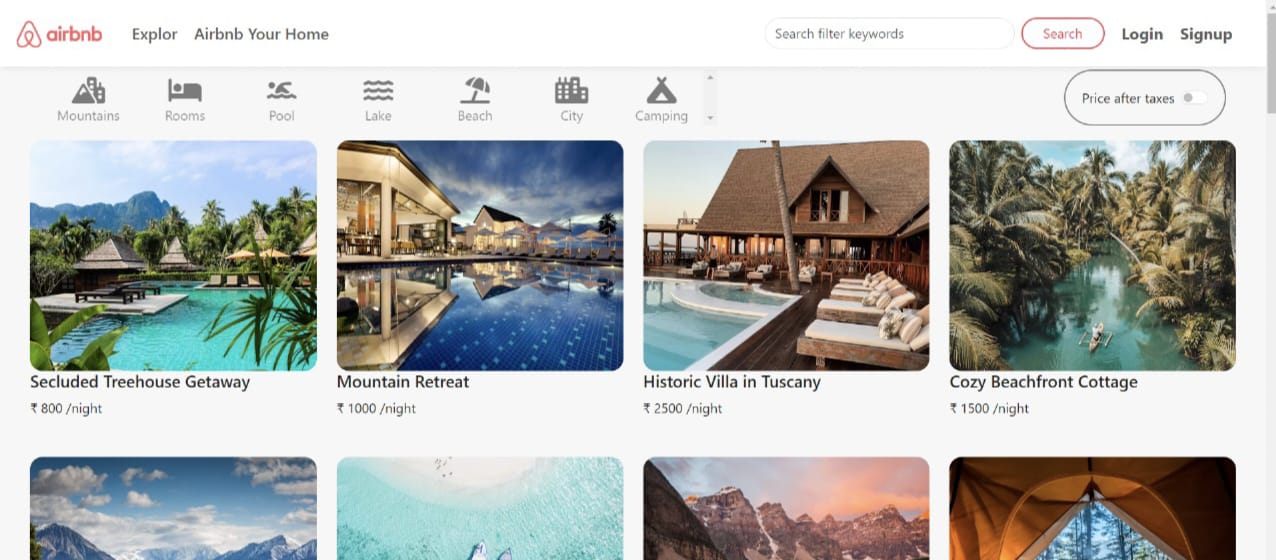 airbnb Explor Airbnb Your Home Search filter keywords Search Login Signup
Mountains Rooms Pool Lake Beach City Camping Price after taxes
Secluded Treehouse Getaway Mountain Retreat Historic Villa in Tuscany Cozy Beachfront Cottage
₹ 800 /night ₹ 1000 /night ₹ 2500 /night ₹ 1500 /night